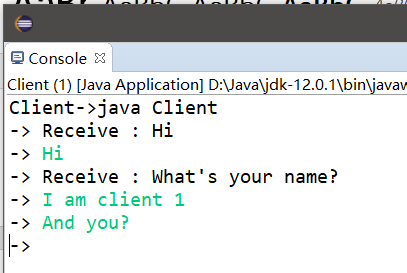 Console
Client (1) [Java Application] D:\Java\jdk-12.0.1\bin\javaw
Client->java Client
-> Receive : Hi
-> Hi
-> Receive : What's your name?
-> I am client 1
-> And you?
->